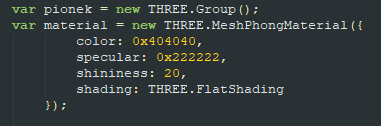 var pionek = new THREE.Group();
var material = new THREE.MeshPhongMaterial({
color: 0x404040,
specular: 0x222222,
shininess: 20,
shading: THREE.FlatShading
});